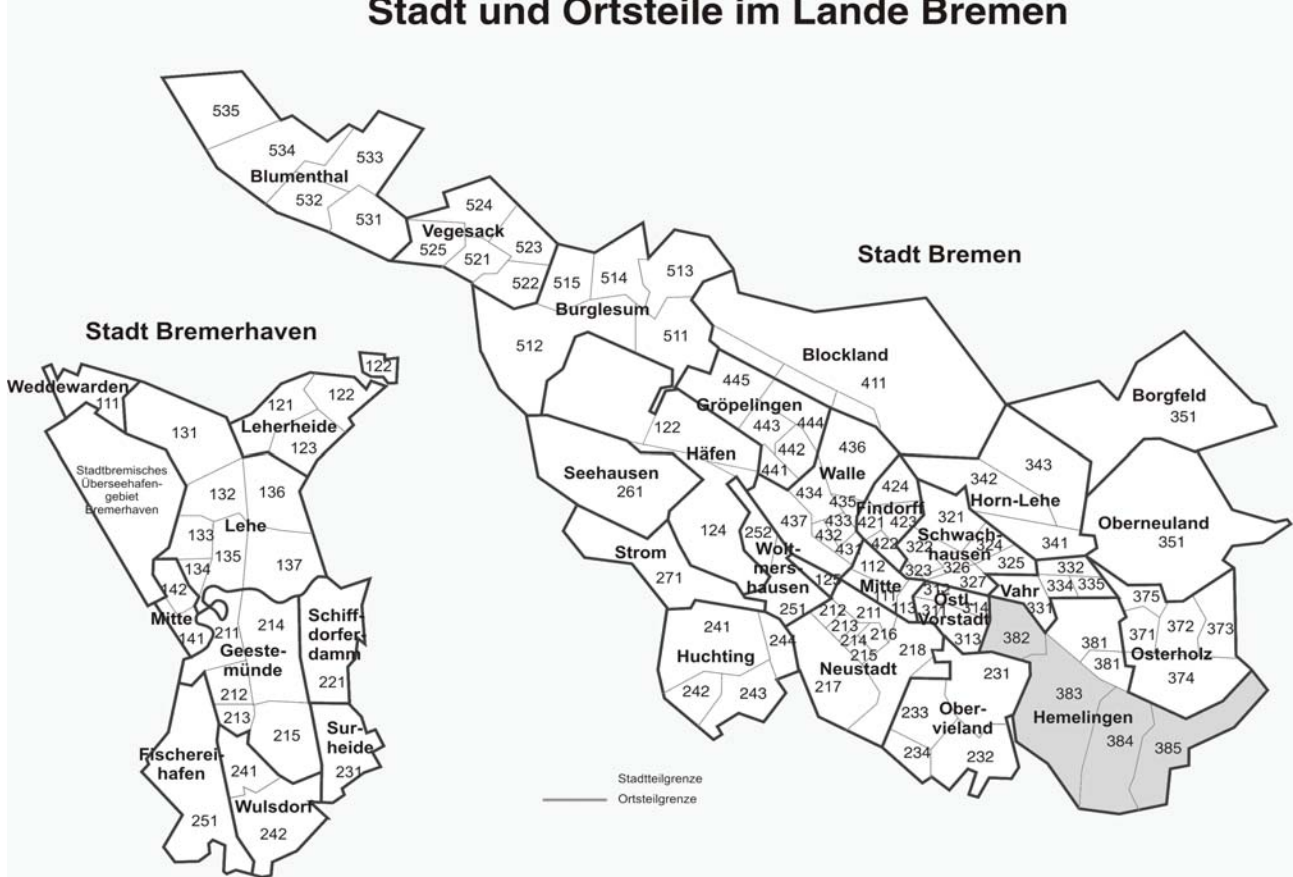 Stadt und Ortsteile im Lande Bremen
535
534
533
Blumenthal
532
531
524
Vegesack
525
521
523
522
515
514
513
Burglesum
512
511
Stadt Bremen
Blockland
411
Borgfeld
351
445
Gröpelingen
443
444
442
441
122
Häfen
Seehausen
261
436
Walle
434
435
437
433
432
431
424
Findorff
421
423
422
343
342
Horn-Lehe
341
321
Schwach-
hausen
324
322
325
323
326
327
Oberneuland
351
124
252
Wolt-
mers-
hausen
125
251
Strom
271
112
Mitte
111
113
312
Östl.
Vorstadt
311
314
313
Vahr
332
334
335
331
375
371
372
373
Osterholz
374
241
244
Huchting
242
243
212
211
213
214
216
215
218
Neustadt
217
231
233
Ober-
vieland
234
232
382
381
381
383
Hemelingen
384
385
Stadt Bremerhaven
Weddewarden
111
122
122
121
Leherheide
123
131
Stadtbremisches
Überseehafen-
gebiet
Bremerhaven
132
136
Lehe
133
135
134
137
142
Mitte
141
211
214
Geeste-
münde
212
213
215
Schiff-
dorfer-
damm
221
Sur-
heide
231
Fischerei-
hafen
251
241
Wulsdorf
242
Stadtteilgrenze
Ortsteilgrenze